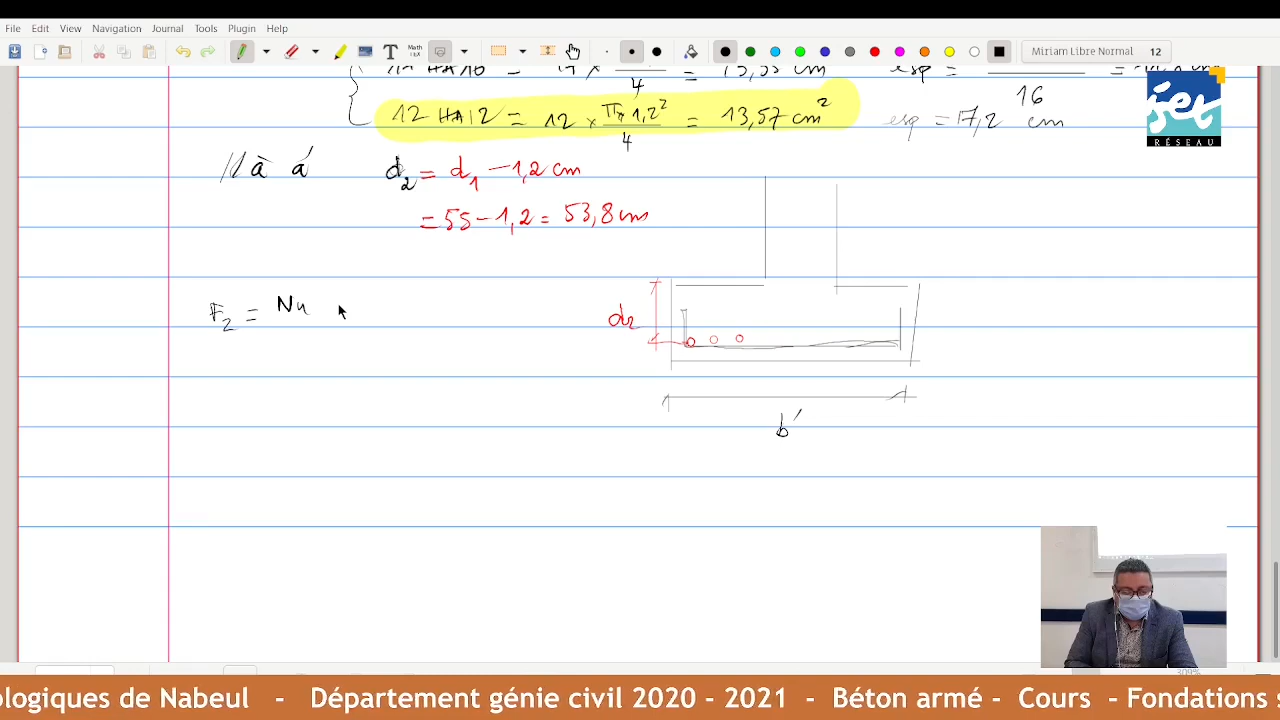 File Edit View Navigation Journal Tools Plugin Help
Miriam Libre Normal 12
4 16
12 HA12 = 12 × π×1,2² / 4 = 13,57 cm² esp = 17,2 cm
iset
RÉSEAU
// à a' d₂ = d₁ − 1,2 cm
= 55 − 1,2 = 53,8 cm
F₂ = Nu
d₂
b'
ologiques de Nabeul - Département génie civil 2020 - 2021 - Béton armé - Cours - Fondations s